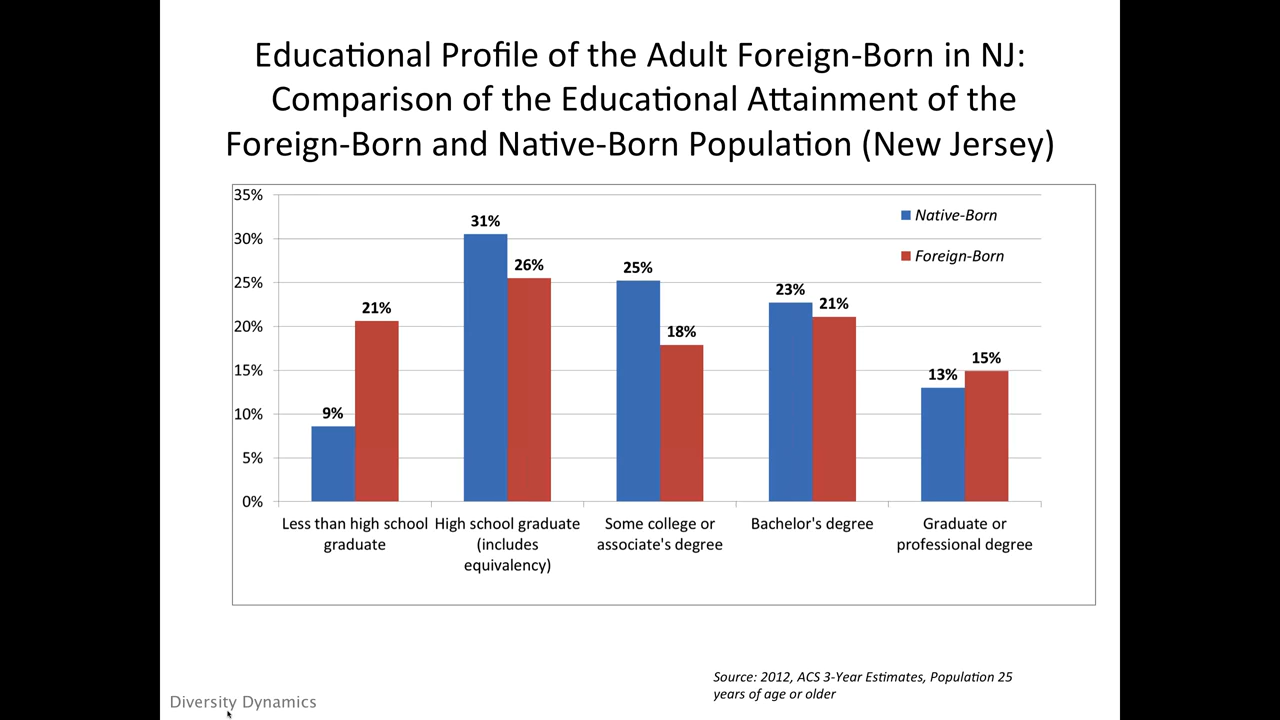 Educational Profile of the Adult Foreign-Born in NJ:
Comparison of the Educational Attainment of the
Foreign-Born and Native-Born Population (New Jersey)
35%
30%
25%
20%
15%
10%
5%
0%
Native-Born
Foreign-Born
9%
21%
31%
26%
25%
18%
23%
21%
13%
15%
Less than high school
graduate
High school graduate
(includes
equivalency)
Some college or
associate's degree
Bachelor's degree
Graduate or
professional degree
Source: 2012, ACS 3-Year Estimates, Population 25
years of age or older
Diversity Dynamics